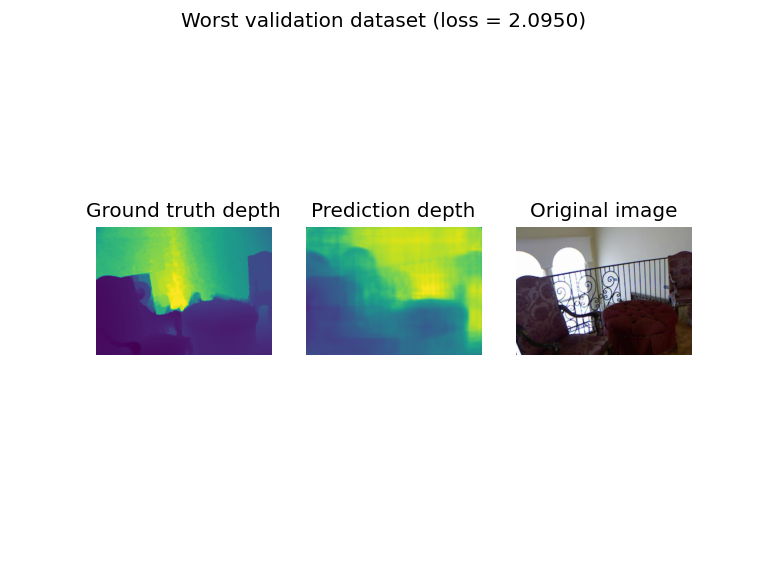 Worst validation dataset (loss = 2.0950)
Ground truth depth
Prediction depth
Original image